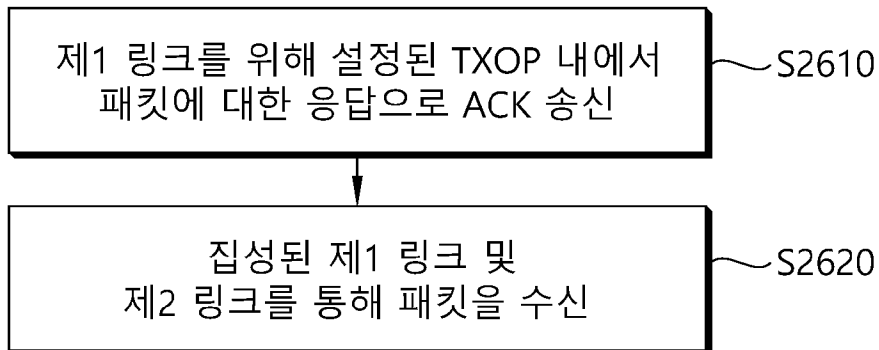 제1 링크를 위해 설정된 TXOP 내에서
패킷에 대한 응답으로 ACK 송신
S2610
집성된 제1 링크 및
제2 링크를 통해 패킷을 수신
S2620